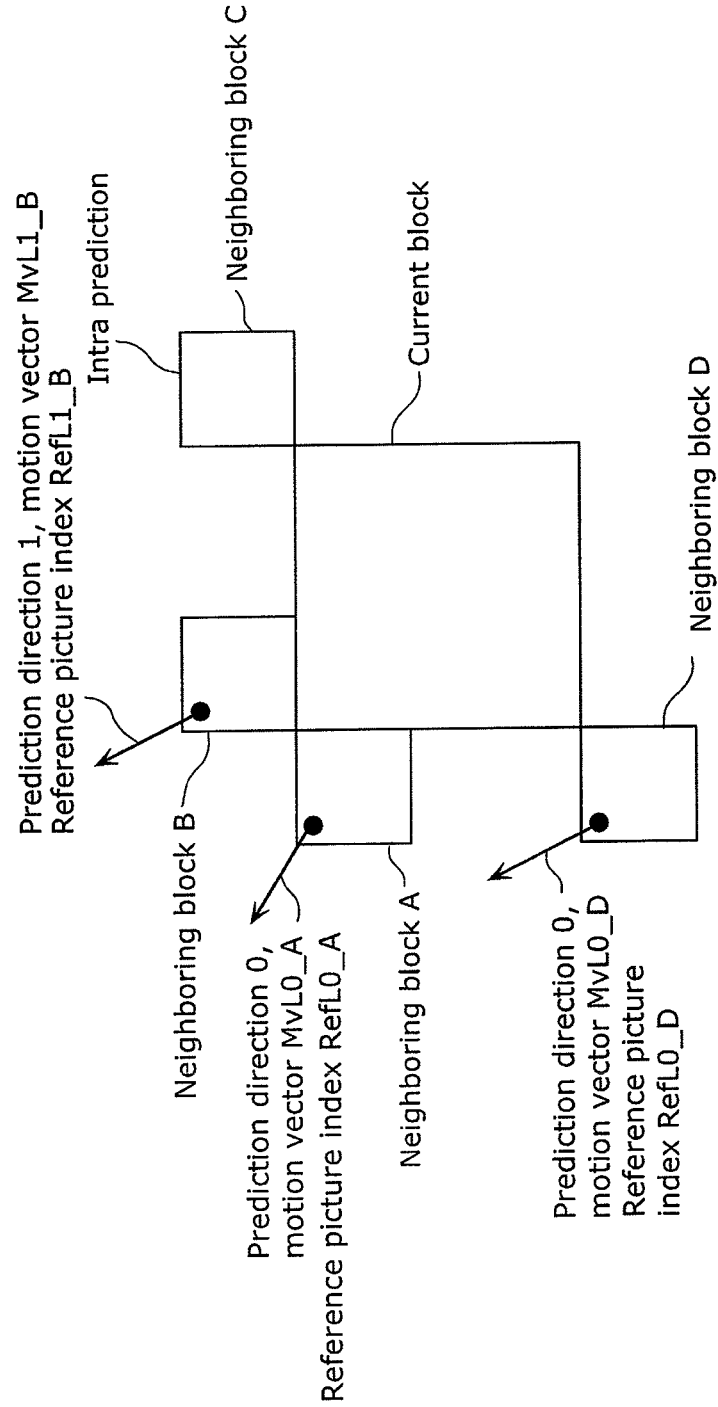 Prediction direction 1, motion vector MvL1_B
Reference picture index RefL1_B
Intra prediction
Neighboring block B
Neighboring block C
Prediction direction 0,
motion vector MvL0_A
Reference picture index RefL0_A
Neighboring block A
Current block
Prediction direction 0,
motion vector MvL0_D
Reference picture
index RefL0_D
Neighboring block D